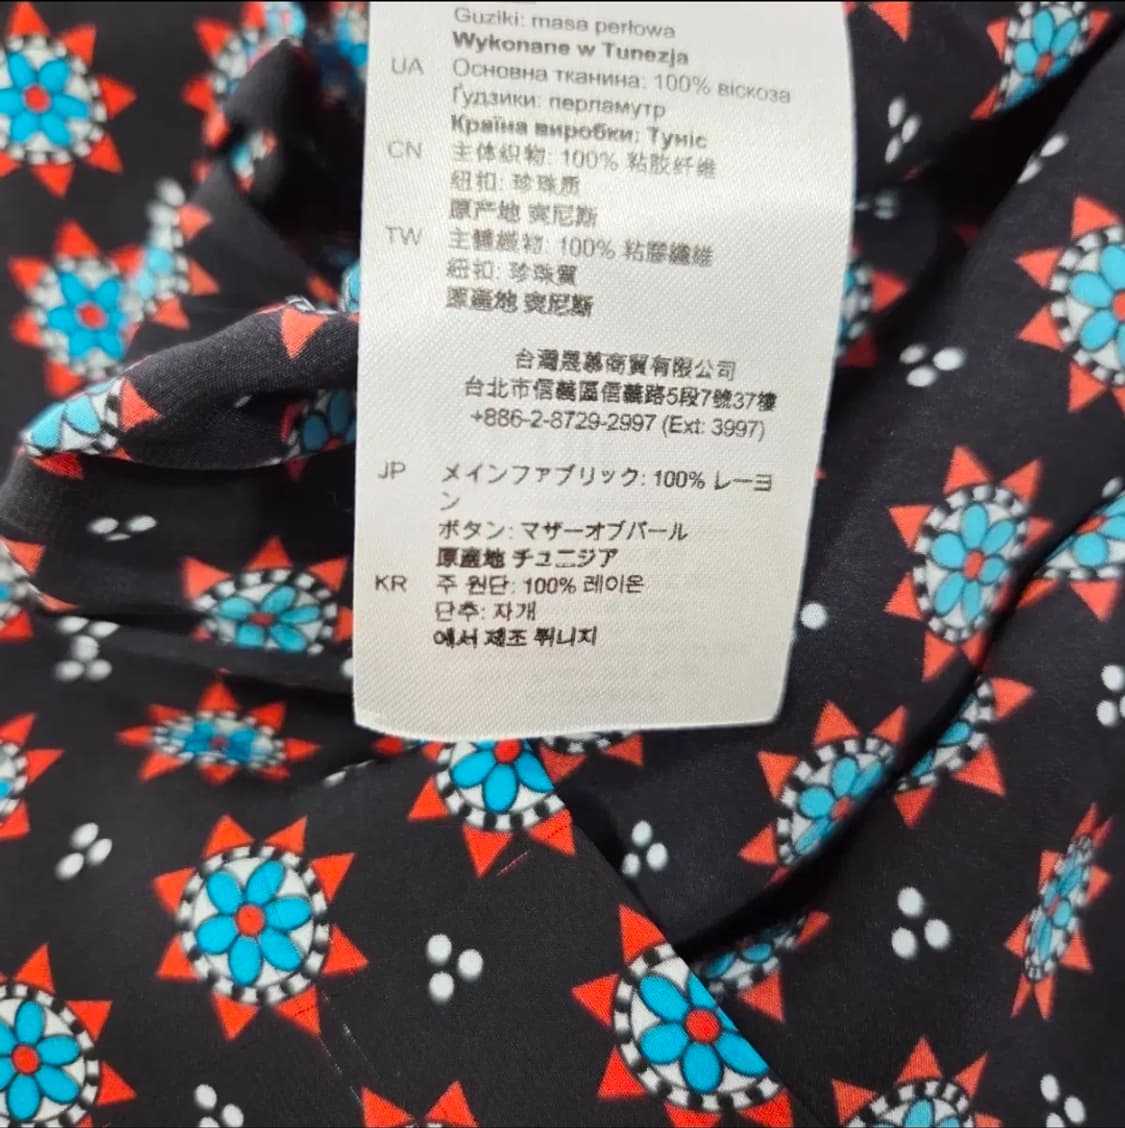 Guziki: masa perłowa
Wykonane w Tunezja
UA Основна тканина: 100% віскоза
Ґудзики: перламутр
Країна виробки: Туніс
CN 主体织物: 100% 粘胶纤维
纽扣: 珍珠质
原产地 突尼斯
TW 主體織物: 100% 粘膠纖維
紐扣: 珍珠質
原產地 突尼斯
台灣晟慕商貿有限公司
台北市信義區信義路5段7號37樓
+886-2-8729-2997 (Ext: 3997)
JP メインファブリック: 100% レーヨ
ン
ボタン: マザーオブパール
原産地 チュニジア
KR 주 원단: 100% 레이온
단추: 자개
에서 제조 튀니지